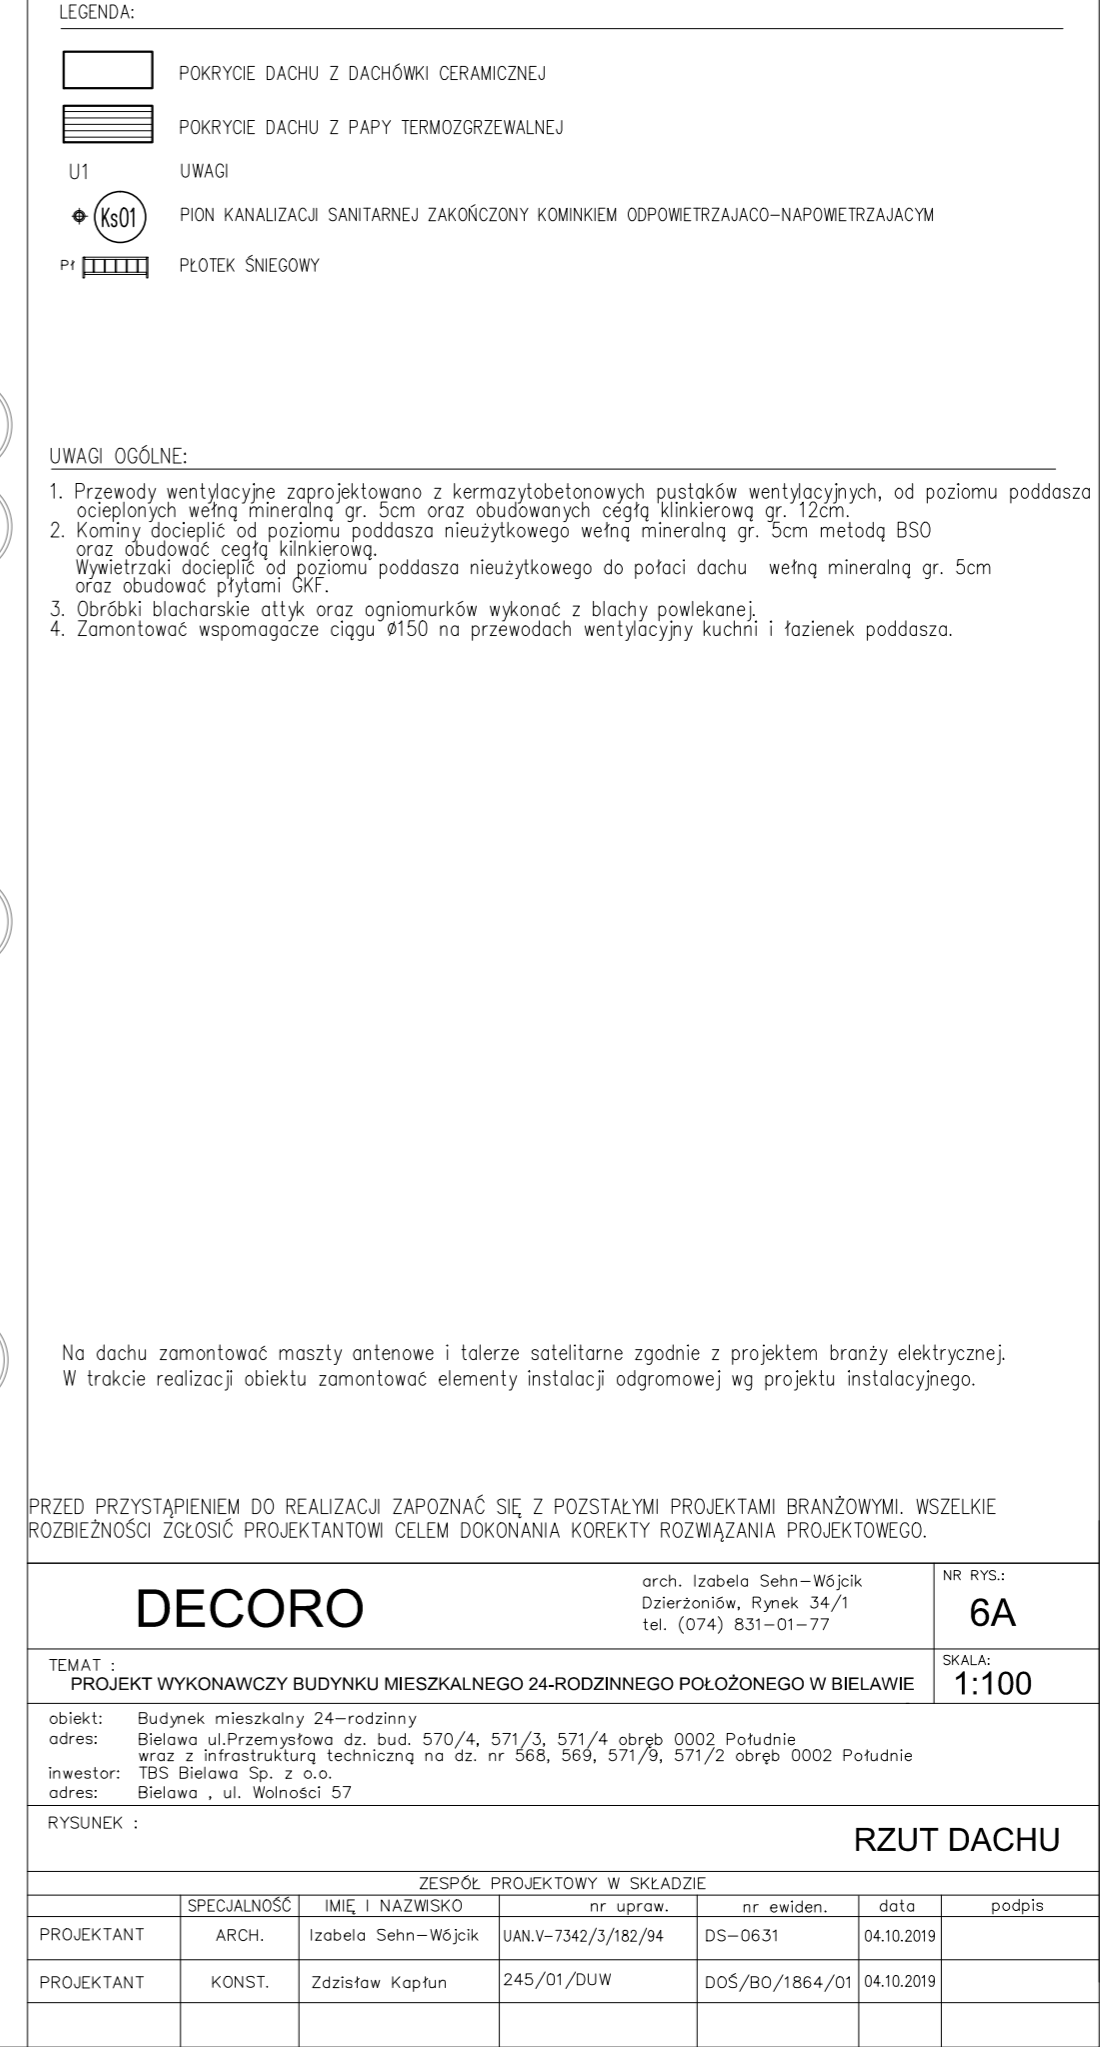 LEGENDA:
POKRYCIE DACHU Z DACHÓWKI CERAMICZNEJ
POKRYCIE DACHU Z PAPY TERMOZGRZEWALNEJ
U1 UWAGI
Ks01 PION KANALIZACJI SANITARNEJ ZAKOŃCZONY KOMINKIEM ODPOWIETRZAJACO-NAPOWIETRZAJACYM
Pł PŁOTEK ŚNIEGOWY
UWAGI OGÓLNE:
1. Przewody wentylacyjne zaprojektowano z kermazytobetonowych pustaków wentylacyjnych, od poziomu poddasza
ocieplonych wełną mineralną gr. 5cm oraz obudowanych cegłą klinkierową gr. 12cm.
2. Kominy docieplić od poziomu poddasza nieużytkowego wełną mineralną gr. 5cm metodą BSO
oraz obudować cegłą kilnkierową.
Wywietrzaki docieplić od poziomu poddasza nieużytkowego do połaci dachu wełną mineralną gr. 5cm
oraz obudować płytami GKF.
3. Obróbki blacharskie attyk oraz ogniomurków wykonać z blachy powlekanej.
4. Zamontować wspomagacze ciągu Ø150 na przewodach wentylacyjny kuchni i łazienek poddasza.
Na dachu zamontować maszty antenowe i talerze satelitarne zgodnie z projektem branży elektrycznej.
W trakcie realizacji obiektu zamontować elementy instalacji odgromowej wg projektu instalacyjnego.
PRZED PRZYSTĄPIENIEM DO REALIZACJI ZAPOZNAĆ SIĘ Z POZSTAŁYMI PROJEKTAMI BRANŻOWYMI. WSZELKIE
ROZBIEŻNOŚCI ZGŁOSIĆ PROJEKTANTOWI CELEM DOKONANIA KOREKTY ROZWIĄZANIA PROJEKTOWEGO.
DECORO
arch. Izabela Sehn-Wójcik
Dzierżoniów, Rynek 34/1
tel. (074) 831-01-77
NR RYS.:
6A
TEMAT :
PROJEKT WYKONAWCZY BUDYNKU MIESZKALNEGO 24-RODZINNEGO POŁOŻONEGO W BIELAWIE
SKALA:
1:100
obiekt: Budynek mieszkalny 24-rodzinny
adres: Bielawa ul.Przemysłowa dz. bud. 570/4, 571/3, 571/4 obręb 0002 Południe
wraz z infrastrukturą techniczną na dz. nr 568, 569, 571/9, 571/2 obręb 0002 Południe
inwestor: TBS Bielawa Sp. z o.o.
adres: Bielawa , ul. Wolności 57
RYSUNEK :
RZUT DACHU
ZESPÓŁ PROJEKTOWY W SKŁADZIE
SPECJALNOŚĆ IMIĘ I NAZWISKO nr upraw. nr ewiden. data podpis
PROJEKTANT ARCH. Izabela Sehn-Wójcik UAN.V-7342/3/182/94 DS-0631 04.10.2019
PROJEKTANT KONST. Zdzisław Kapłun 245/01/DUW DOŚ/BO/1864/01 04.10.2019